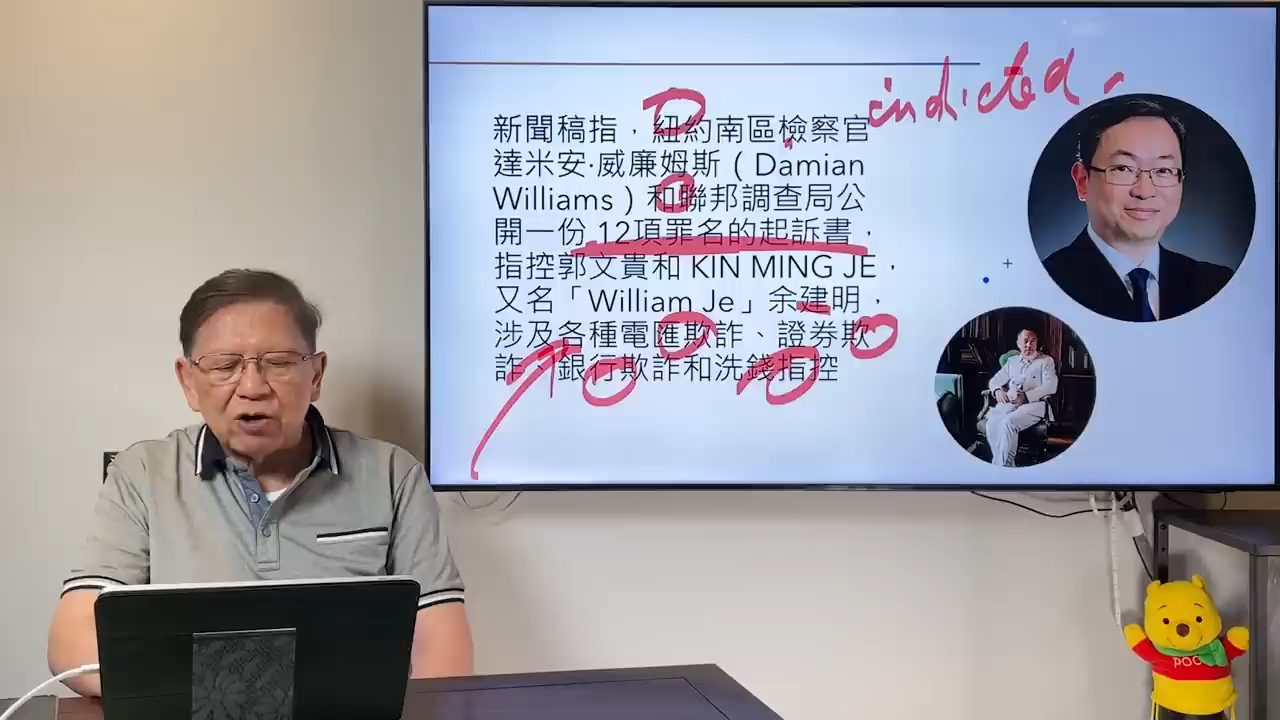 indicted.
新聞稿指，紐約南區檢察官
達米安·威廉姆斯（Damian
Williams）和聯邦調查局公
開一份 12項罪名的起訴書，
指控郭文貴和 KIN MING JE，
又名「William Je」余建明，
涉及各種電匯欺詐、證券欺
詐、銀行欺詐和洗錢指控
POO